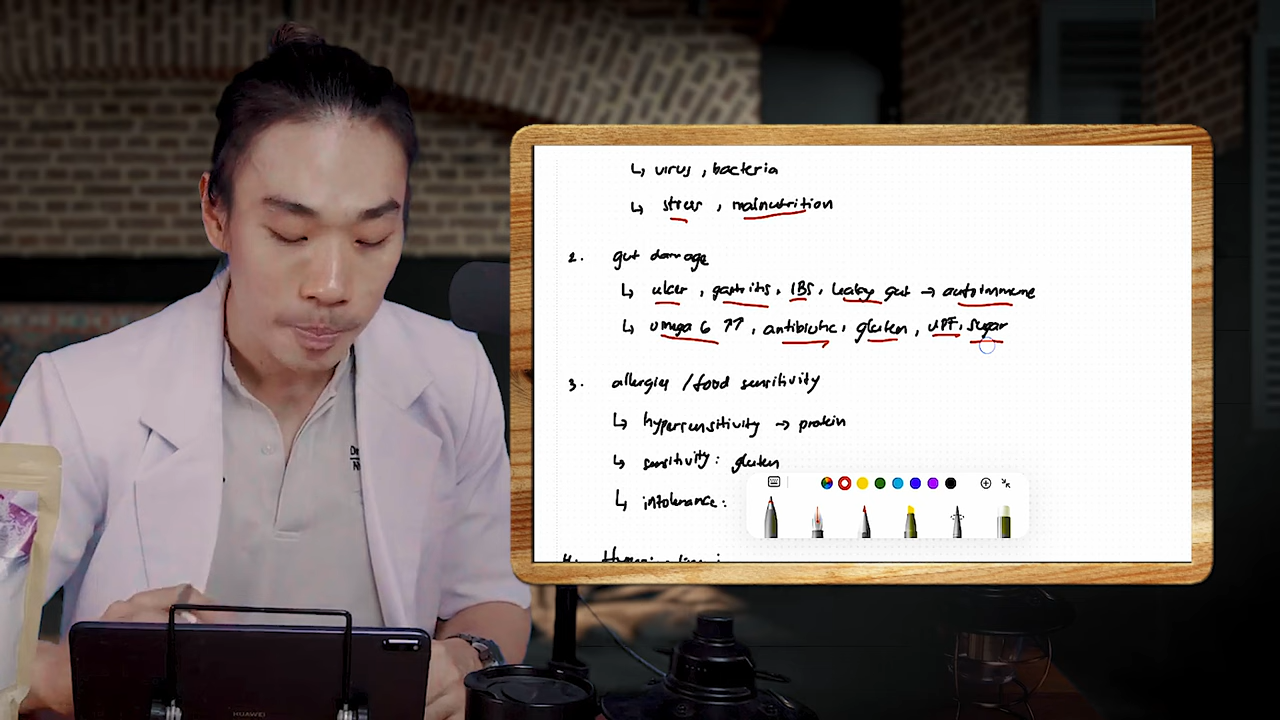 ↳ virus, bacteria
↳ stress, malnutrition
2. gut damage
↳ ulcer, gastritis, IBS, leaky gut → autoimmune
↳ omega 6 ↑↑, antibiotic, gluten, UPF, sugar
3. allergies / food sensitivity
↳ hypersensitivity → protein
↳ sensitivity: gluten
↳ intolerance:
HUAWEI